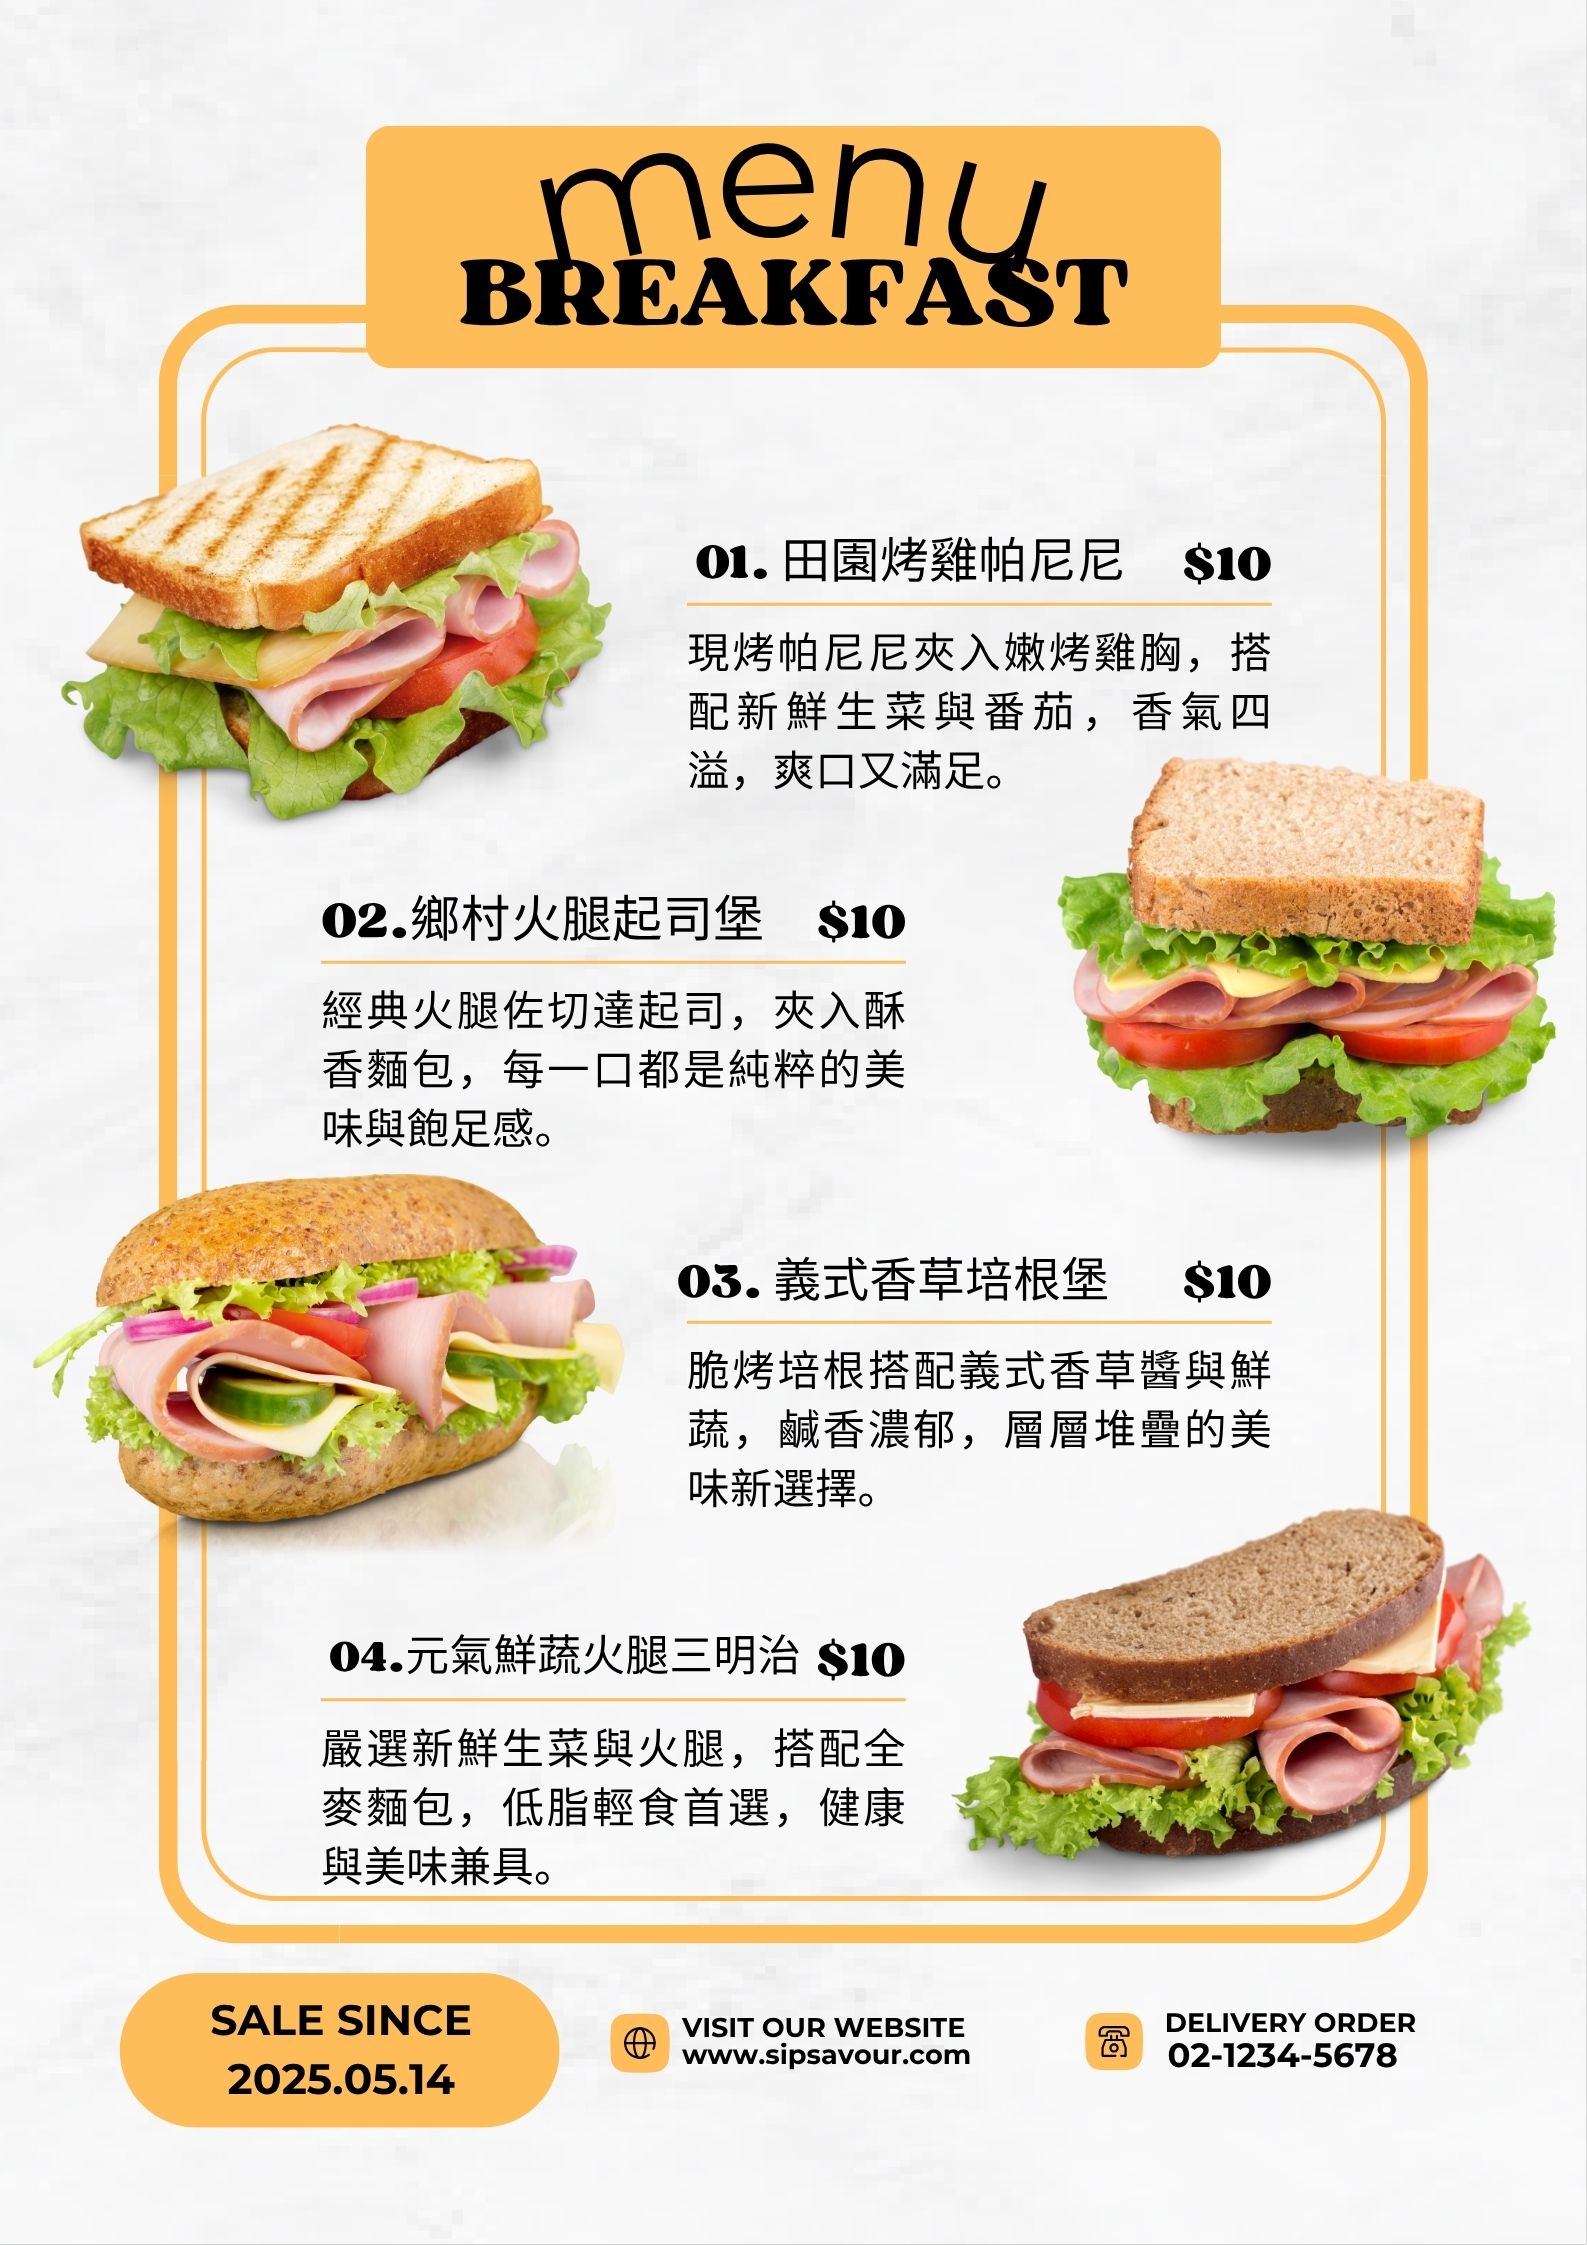 menu
BREAKFAST
01. 田園烤雞帕尼尼 $10
現烤帕尼尼夾入嫩烤雞胸，搭
配新鮮生菜與番茄，香氣四
溢，爽口又滿足。
02.鄉村火腿起司堡 $10
經典火腿佐切達起司，夾入酥
香麵包，每一口都是純粹的美
味與飽足感。
03. 義式香草培根堡 $10
脆烤培根搭配義式香草醬與鮮
蔬，鹹香濃郁，層層堆疊的美
味新選擇。
04.元氣鮮蔬火腿三明治 $10
嚴選新鮮生菜與火腿，搭配全
麥麵包，低脂輕食首選，健康
與美味兼具。
SALE SINCE
2025.05.14
VISIT OUR WEBSITE
www.sipsavour.com
DELIVERY ORDER
02-1234-5678